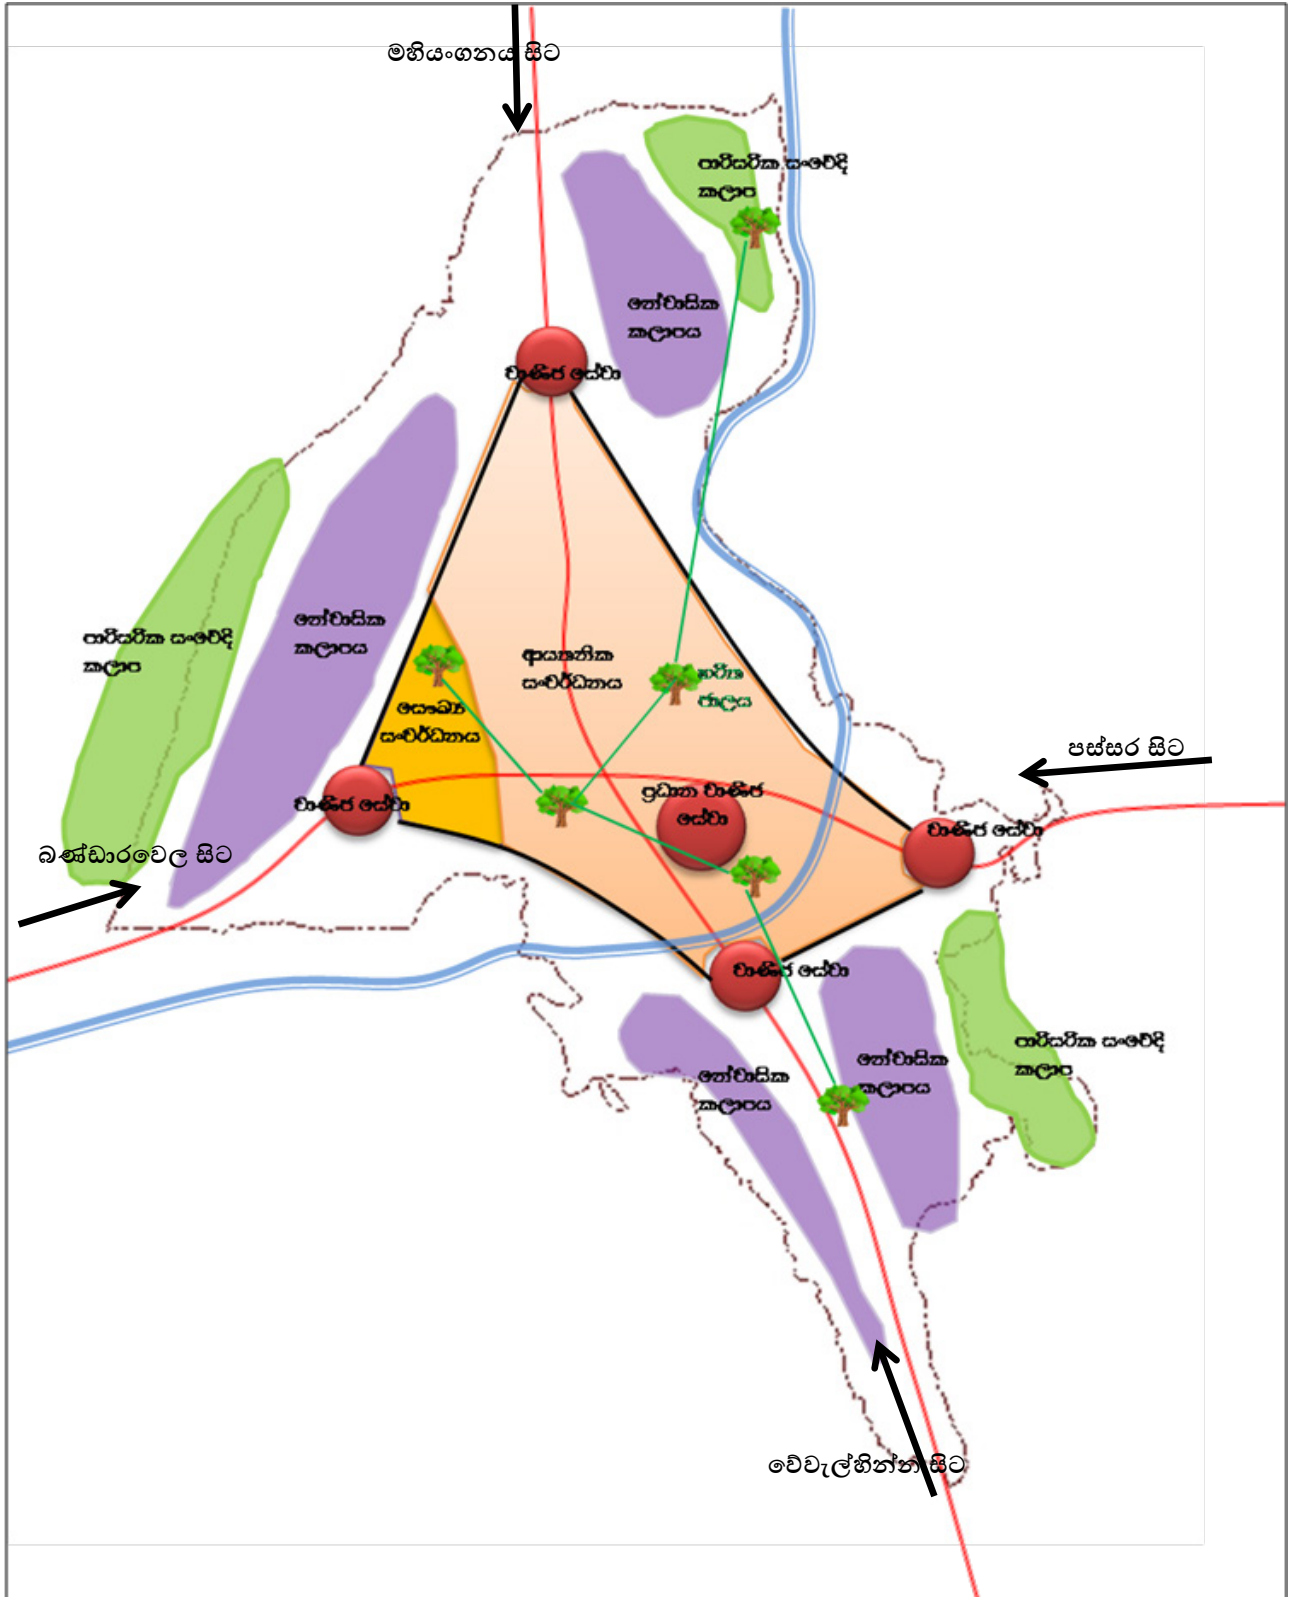 මහියංගනය සිට
පාරිසරික සංවේදි
කලාප
නේවාසික
කලාපය
වාණිජ සේවා
නේවාසික
කලාපය
පාරිසරික සංවේදි
කලාප
ආයතනික
සංවර්ධනය
හරිත
ජාලය
සෞඛ්‍ය
සංවර්ධනය
පස්සර සිට
ප්‍රධාන වාණිජ
සේවා
වාණිජ සේවා
වාණිජ සේවා
බණ්ඩාරවෙල සිට
වාණිජ සේවා
පාරිසරික සංවේදි
කලාප
නේවාසික
කලාපය
නේවාසික
කලාපය
වේවැල්හින්න සිට